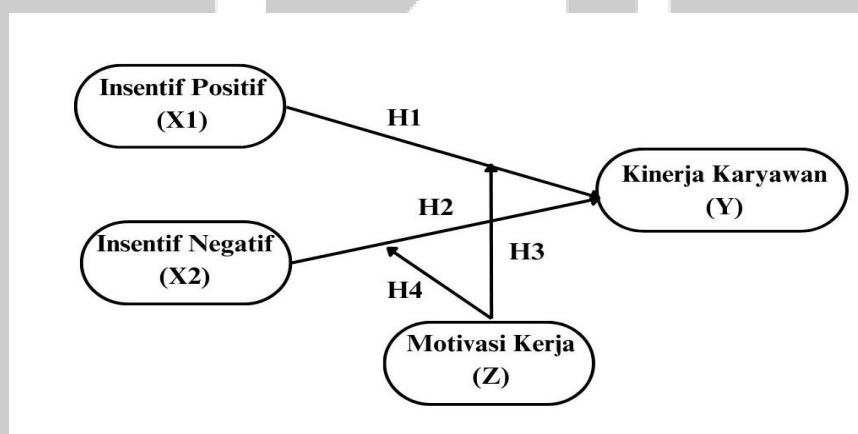 Insentif Positif
(X1)
H1
Kinerja Karyawan
(Y)
H2
Insentif Negatif
(X2)
H3
H4
Motivasi Kerja
(Z)